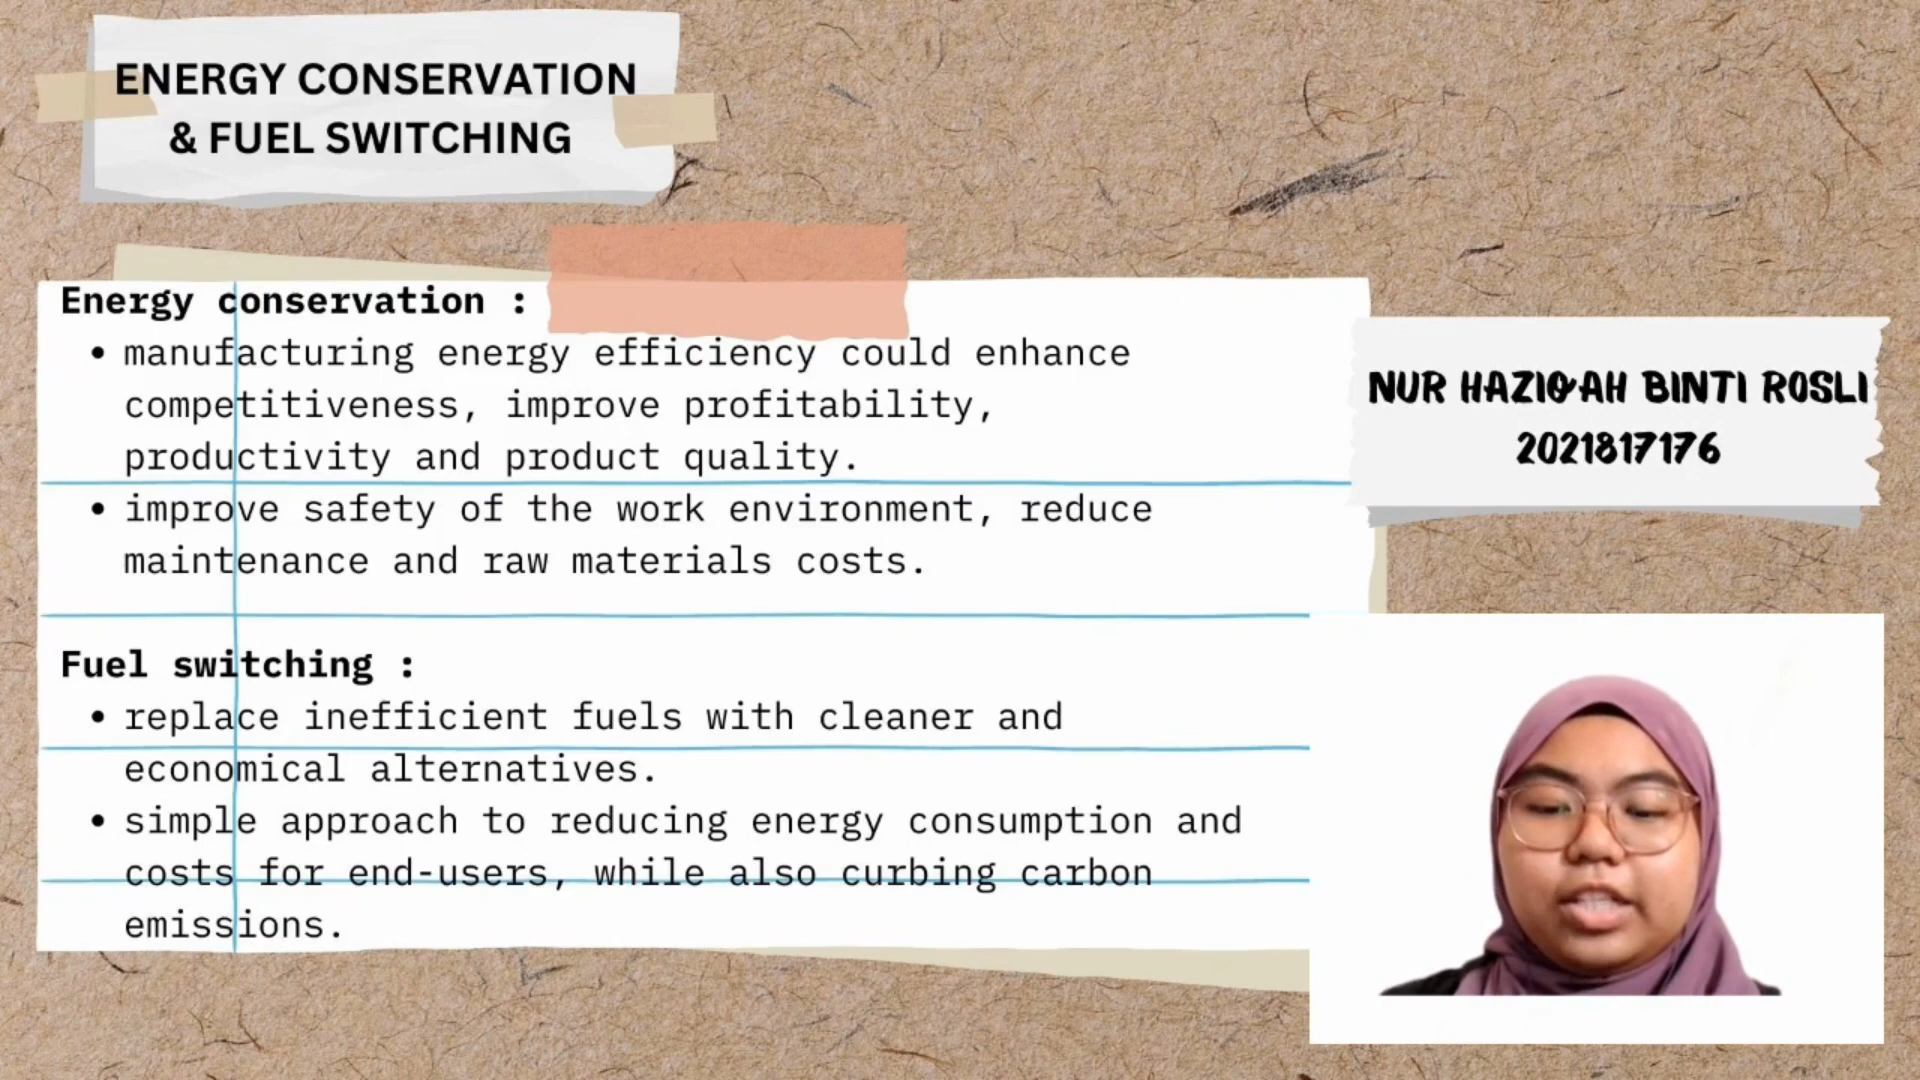 ENERGY CONSERVATION
& FUEL SWITCHING
Energy conservation :
• manufacturing energy efficiency could enhance
competitiveness, improve profitability,
productivity and product quality.
• improve safety of the work environment, reduce
maintenance and raw materials costs.
Fuel switching :
• replace inefficient fuels with cleaner and
economical alternatives.
• simple approach to reducing energy consumption and
costs for end-users, while also curbing carbon
emissions.
NUR HAZIQAH BINTI ROSLI
2021817176